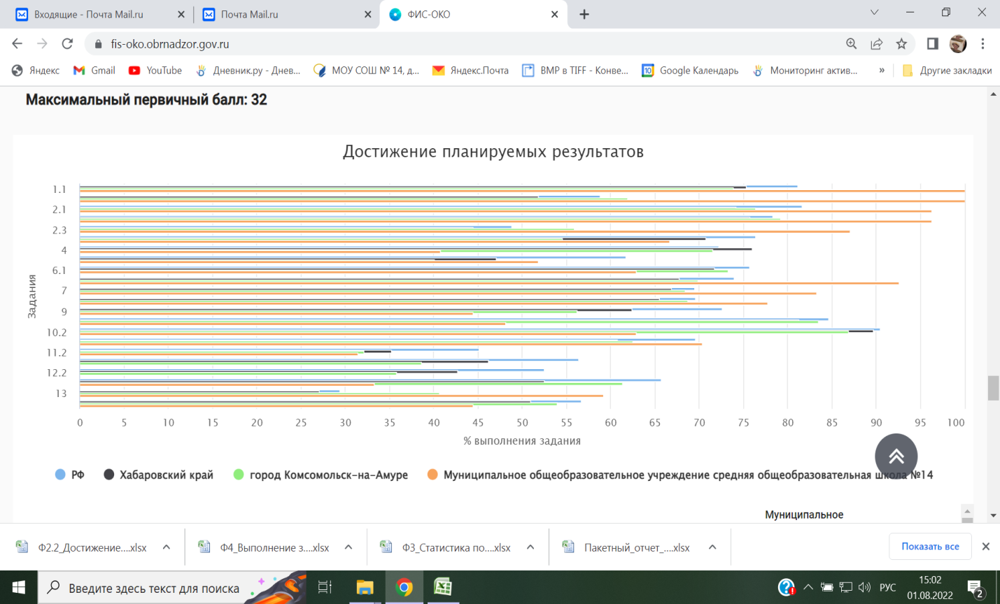 Входящие - Почта Mail.ru
Почта Mail.ru
ФИС-ОКО
fis-oko.obrnadzor.gov.ru
Яндекс
Gmail
YouTube
Дневник.ру - Днев...
МОУ СОШ № 14, д...
Яндекс.Почта
BMP в TIFF - Конве...
Google Календарь
Мониторинг актив...
»
Другие закладки
Максимальный первичный балл: 32
Достижение планируемых результатов
Задания
1.1
2.1
2.3
4
6.1
7
9
10.2
11.2
12.2
13
0 5 10 15 20 25 30 35 40 45 50 55 60 65 70 75 80 85 90 95 100
% выполнения задания
РФ
Хабаровский край
город Комсомольск-на-Амуре
Муниципальное общеобразовательное учреждение средняя общеобразовательная школа №14
Муниципальное
Ф2.2_Достижение....xlsx
Ф4_Выполнение з....xlsx
Ф3_Статистика по....xlsx
Пакетный_отчет_....xlsx
Показать все
Введите здесь текст для поиска
РУС
15:02
01.08.2022
2